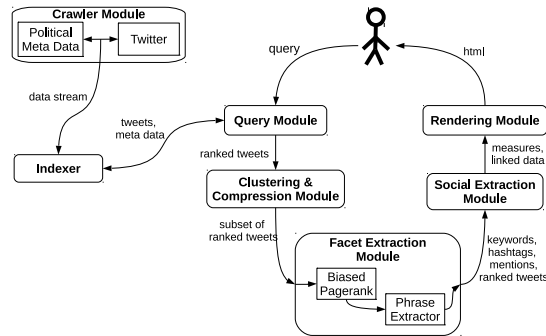 Crawler Module
Political
Meta Data
Twitter
query
html
data stream
tweets,
meta data
Query Module
Rendering Module
Indexer
ranked tweets
measures,
linked data
Clustering &
Compression Module
Social Extraction
Module
subset of
ranked tweets
Facet Extraction
Module
keywords,
hashtags,
mentions,
ranked tweets
Biased
Pagerank
Phrase
Extractor